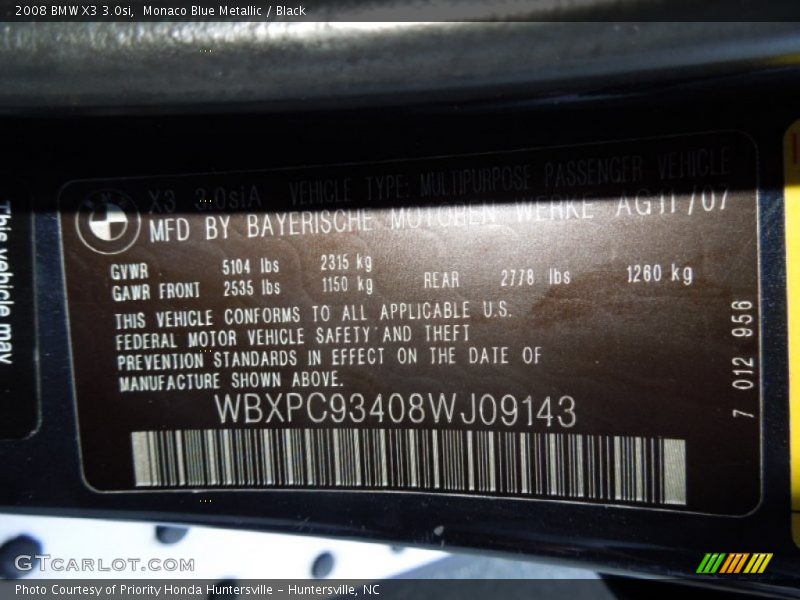 2008 BMW X3 3.0si, Monaco Blue Metallic / Black
X3 3.0siA VEHICLE TYPE: MULTIPURPOSE PASSENGER VEHICLE
MFD BY BAYERISCHE MOTOREN WERKE AG11/07
GVWR 5104 lbs 2315 kg
GAWR FRONT 2535 lbs 1150 kg REAR 2778 lbs 1260 kg
THIS VEHICLE CONFORMS TO ALL APPLICABLE U.S.
FEDERAL MOTOR VEHICLE SAFETY AND THEFT
PREVENTION STANDARDS IN EFFECT ON THE DATE OF
MANUFACTURE SHOWN ABOVE.
WBXPC93408WJ09143
7 012 956
This vehicle may
GTCARLOT.COM
Photo Courtesy of Priority Honda Huntersville – Huntersville, NC